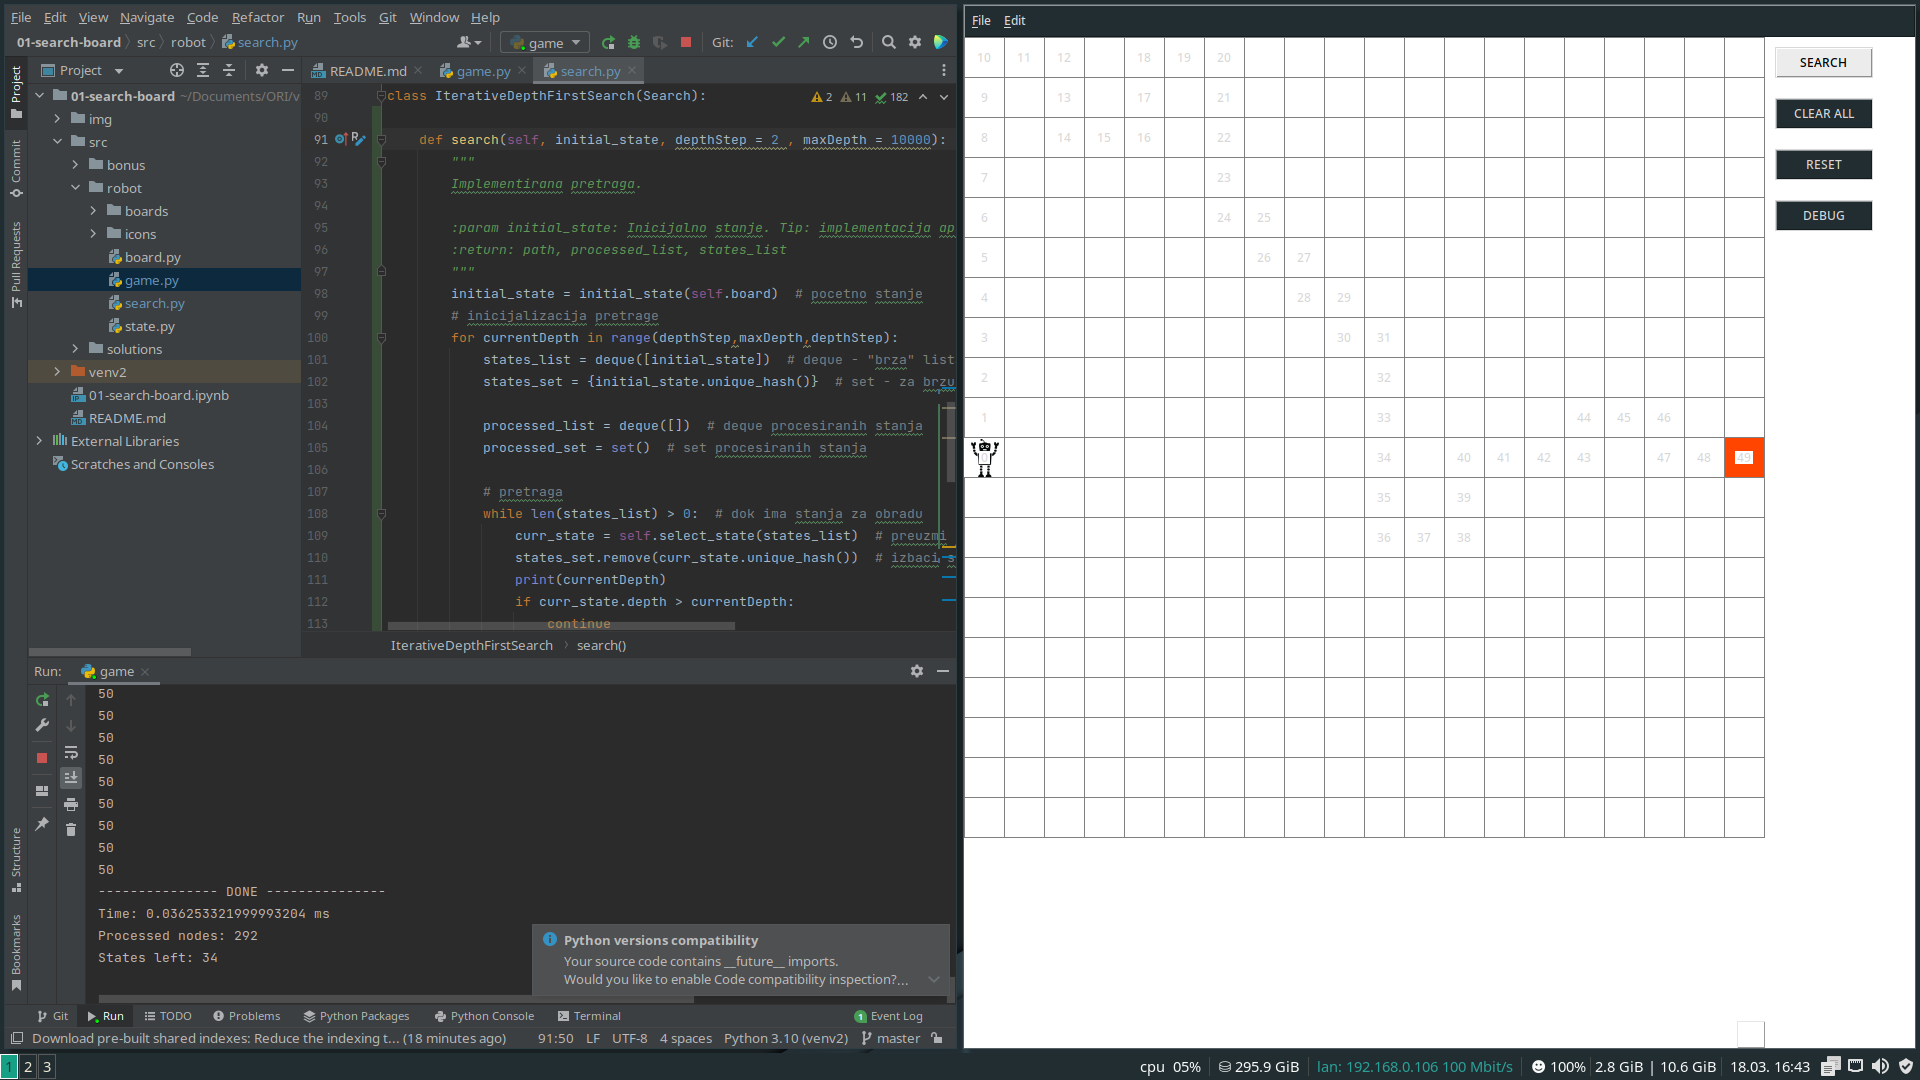 File Edit View Navigate Code Refactor Run Tools Git Window Help
01-search-board src robot search.py game Git:
Project
README.md game.py search.py
01-search-board ~/Documents/ORI/v
img
src
bonus
robot
boards
icons
board.py
game.py
search.py
state.py
solutions
venv2
01-search-board.ipynb
README.md
External Libraries
Scratches and Consoles
Project
Commit
Pull Requests
Structure
Bookmarks
2 11 182
89 class IterativeDepthFirstSearch(Search):
90
91 def search(self, initial_state, depthStep = 2 , maxDepth = 10000):
92 """
93 Implementirana pretraga.
94
95 :param initial_state: Inicijalno stanje. Tip: implementacija ap
96 :return: path, processed_list, states_list
97 """
98 initial_state = initial_state(self.board) # pocetno stanje
99 # inicijalizacija pretrage
100 for currentDepth in range(depthStep,maxDepth,depthStep):
101 states_list = deque([initial_state]) # deque - "brza" list
102 states_set = {initial_state.unique_hash()} # set - za brzu
103
104 processed_list = deque([]) # deque procesiranih stanja
105 processed_set = set() # set procesiranih stanja
106
107 # pretraga
108 while len(states_list) > 0: # dok ima stanja za obradu
109 curr_state = self.select_state(states_list) # preuzmi
110 states_set.remove(curr_state.unique_hash()) # izbaci s
111 print(currentDepth)
112 if curr_state.depth > currentDepth:
113 continue
IterativeDepthFirstSearch search()
Run: game
50
50
50
50
50
50
50
50
50
--------------- DONE ---------------
Time: 0.036253321999993204 ms
Processed nodes: 292
States left: 34
Python versions compatibility
Your source code contains __future__ imports.
Would you like to enable Code compatibility inspection?...
Git Run TODO Problems Python Packages Python Console Terminal 1 Event Log
Download pre-built shared indexes: Reduce the indexing t... (18 minutes ago) 91:50 LF UTF-8 4 spaces Python 3.10 (venv2) master
File Edit
10 11 12 18 19 20
9 13 17 21
8 14 15 16 22
7 23
6 24 25
5 26 27
4 28 29
3 30 31
2 32
1 33 44 45 46
0 34 40 41 42 43 47 48 49
35 39
36 37 38
SEARCH
CLEAR ALL
RESET
DEBUG
1 2 3 cpu 05% 295.9 GiB lan: 192.168.0.106 100 Mbit/s 100% 2.8 GiB | 10.6 GiB 18.03. 16:43